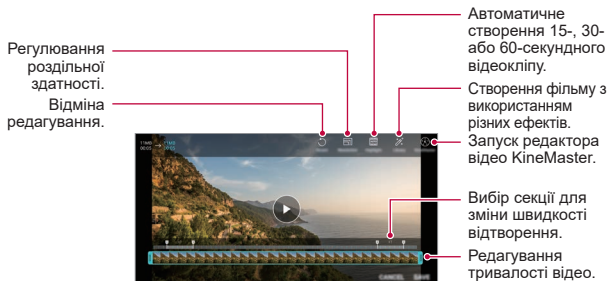 Регулювання
роздільної
здатності.
Відміна
редагування.
Автоматичне
створення 15-, 30-
або 60-секундного
відеокліпу.
Створення фільму з
використанням
різних ефектів.
Запуск редактора
відео KineMaster.
Вибір секції для
зміни швидкості
відтворення.
Редагування
тривалості відео.
CANCEL SAVE